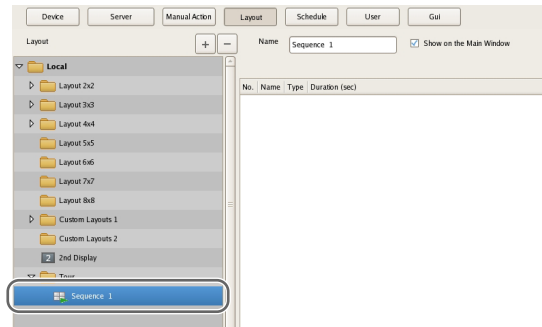 Device Server Manual Action Layout Schedule User Gui
Layout + - Name Sequence 1 Show on the Main Window
Local
No. Name Type Duration (sec)
Layout 2x2
Layout 3x3
Layout 4x4
Layout 5x5
Layout 6x6
Layout 7x7
Layout 8x8
Custom Layouts 1
Custom Layouts 2
2 2nd Display
Tour
Sequence 1